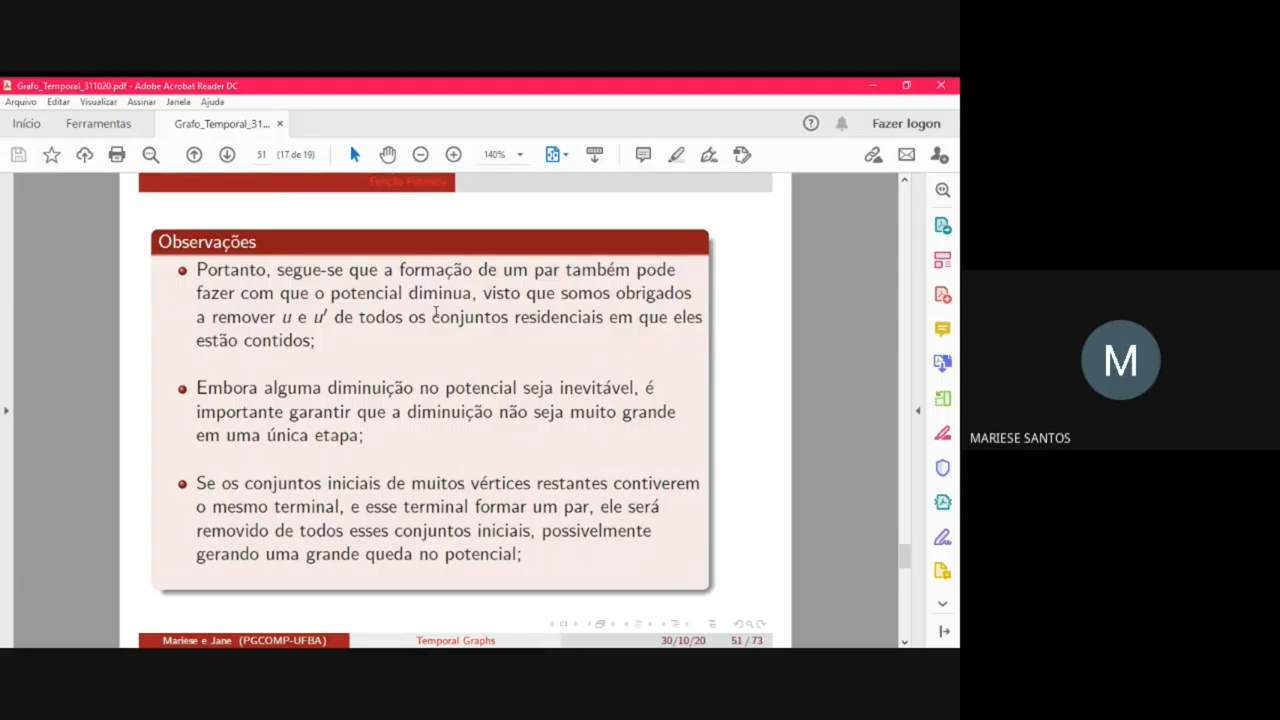 Grafo_Temporal_311020.pdf - Adobe Acrobat Reader DC
Arquivo Editar Visualizar Assinar Janela Ajuda
Início Ferramentas Grafo_Temporal_31... × Fazer logon
51 (17 de 19) 140%
Função Potencial
Observações
Portanto, segue-se que a formação de um par também pode
fazer com que o potencial diminua, visto que somos obrigados
a remover u e u′ de todos os conjuntos residenciais em que eles
estão contidos;
Embora alguma diminuição no potencial seja inevitável, é
importante garantir que a diminuição não seja muito grande
em uma única etapa;
Se os conjuntos iniciais de muitos vértices restantes contiverem
o mesmo terminal, e esse terminal formar um par, ele será
removido de todos esses conjuntos iniciais, possivelmente
gerando uma grande queda no potencial;
Mariese e Jane (PGCOMP-UFBA) Temporal Graphs 30/10/20 51 / 73
M
MARIESE SANTOS